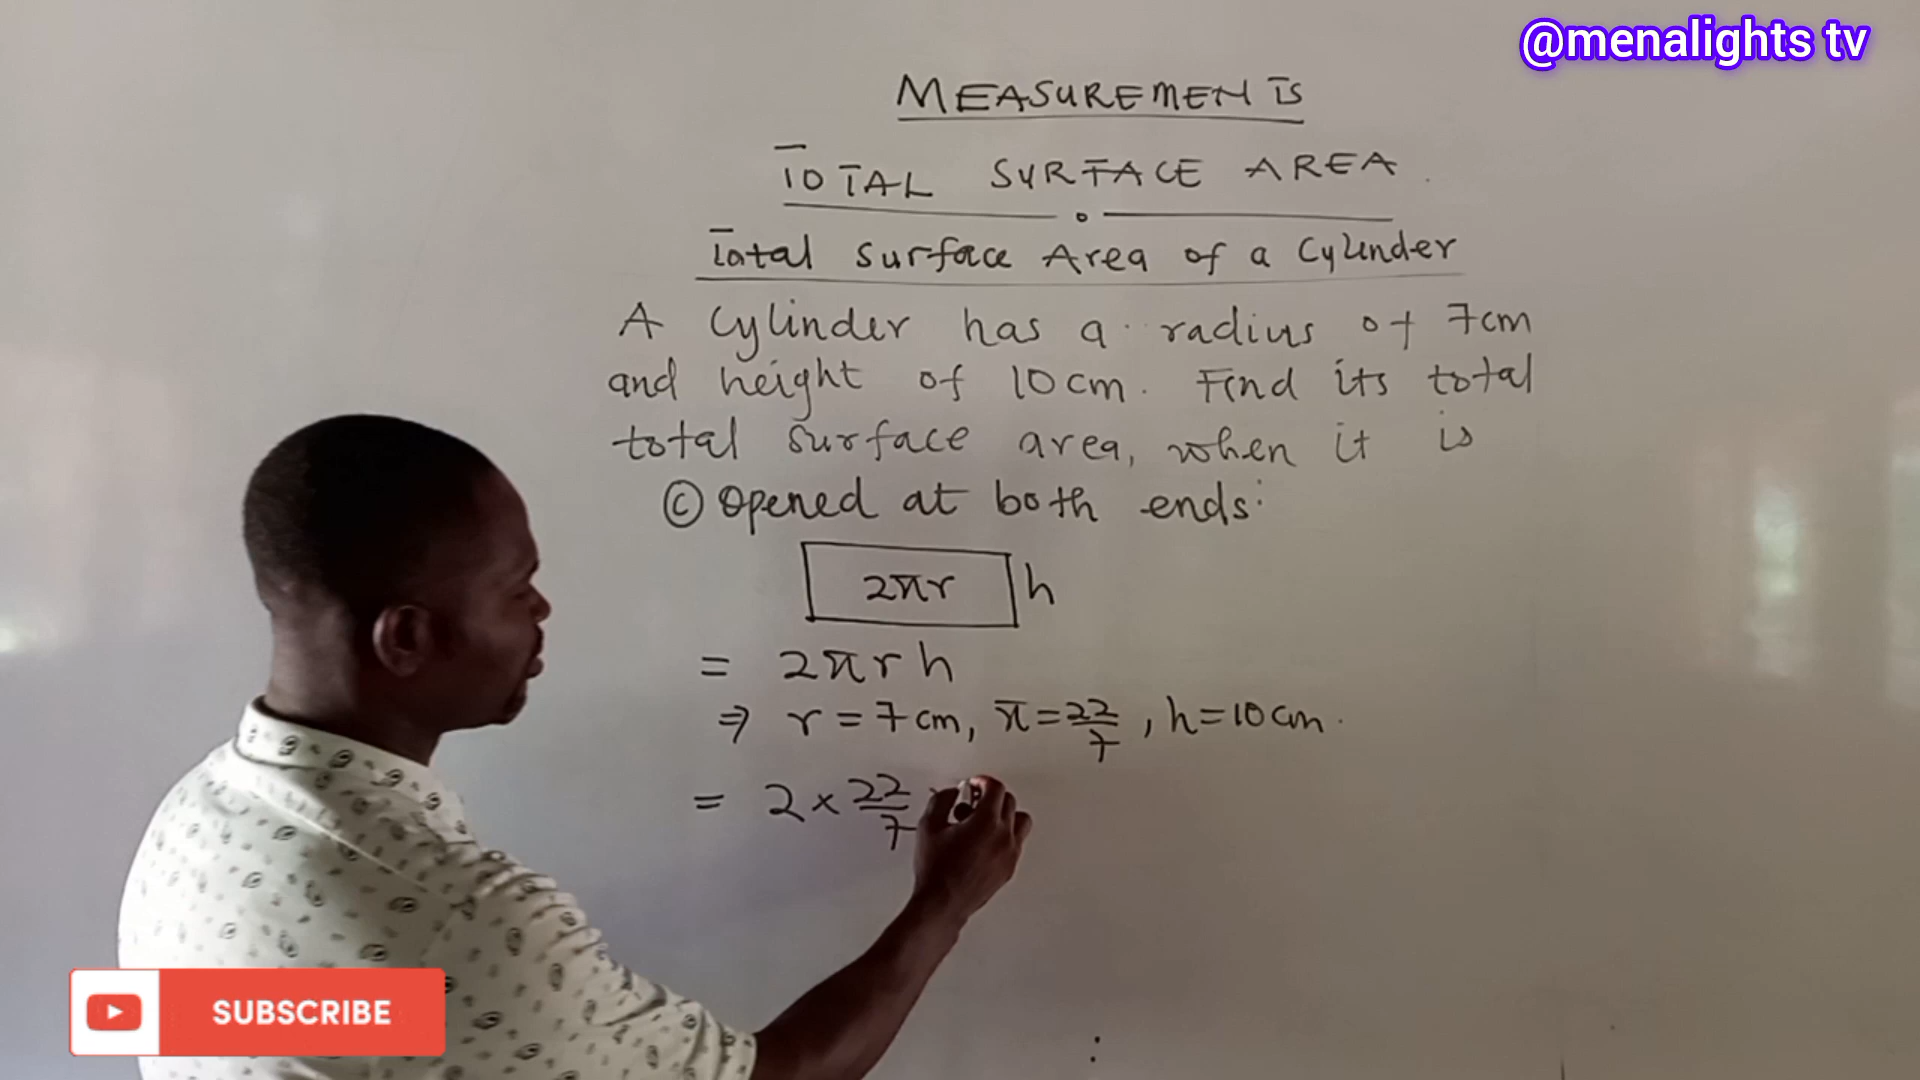 @menalights tv
MEASUREMENTS
TOTAL SURFACE AREA
Total Surface Area of a Cylinder
A Cylinder has a radius of 7cm
and height of 10cm. Find its total
total surface area, when it is
© Opened at both ends:
2πr h
= 2πrh
⇒ r = 7cm, π = 22/7, h = 10cm.
= 2 × 22/7
SUBSCRIBE